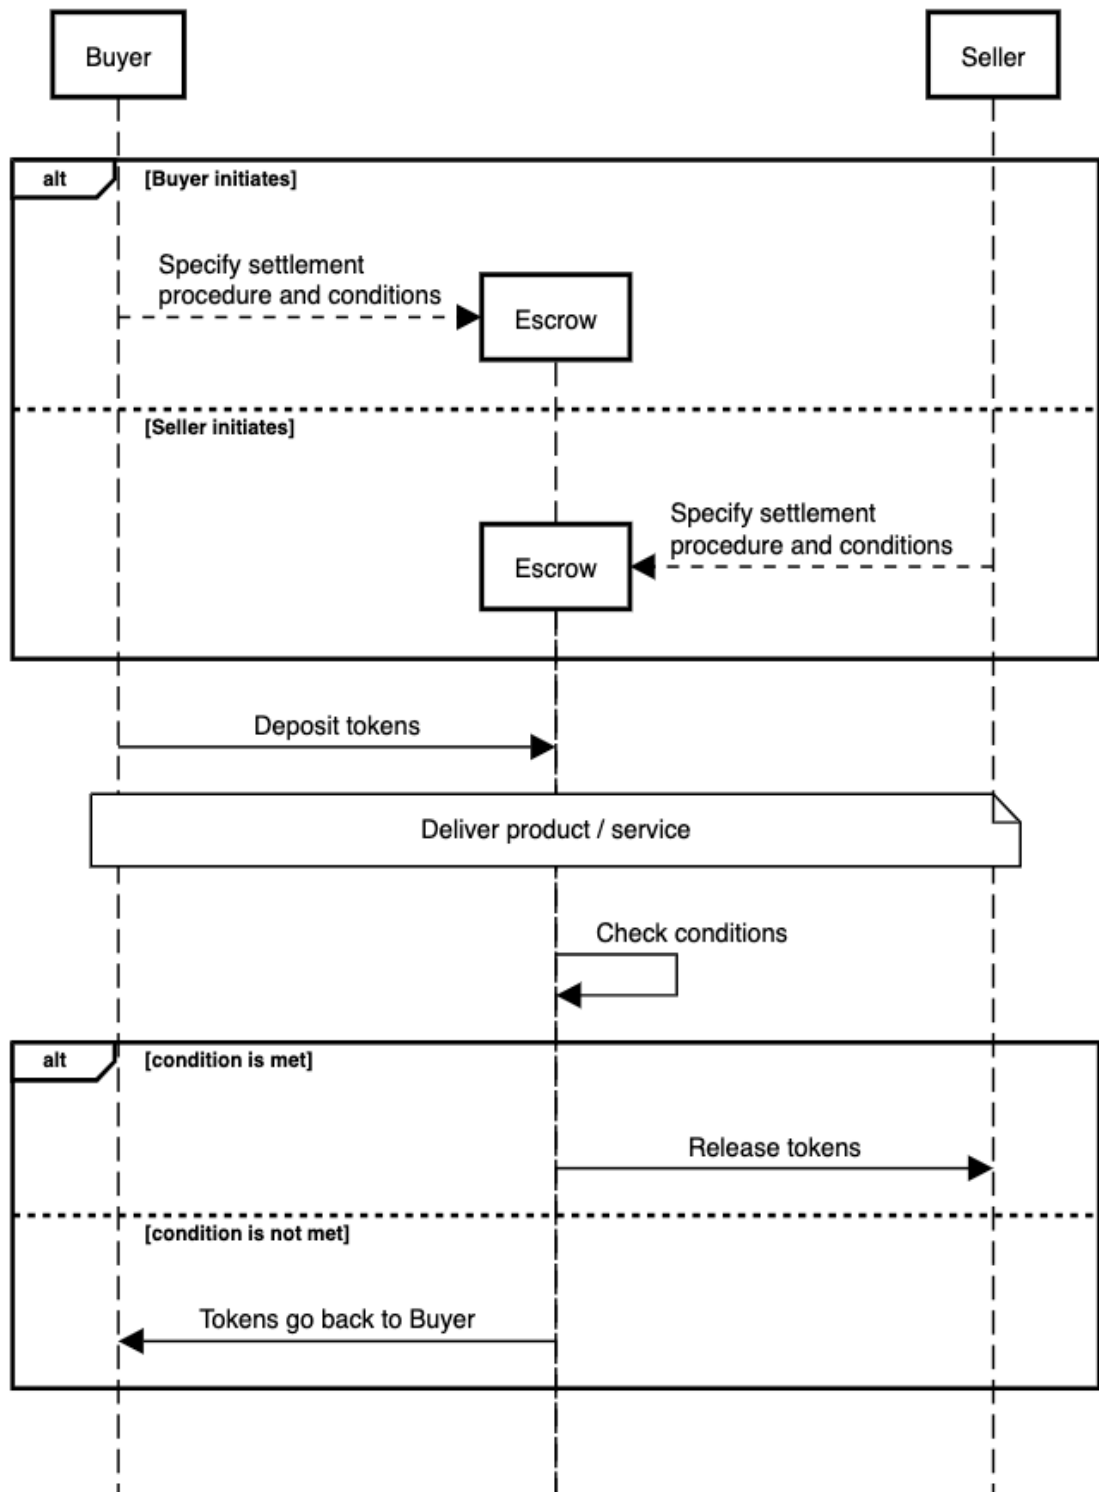 Buyer
Seller
alt
[Buyer initiates]
Specify settlement
procedure and conditions
Escrow
[Seller initiates]
Specify settlement
procedure and conditions
Escrow
Deposit tokens
Deliver product / service
Check conditions
alt
[condition is met]
Release tokens
[condition is not met]
Tokens go back to Buyer